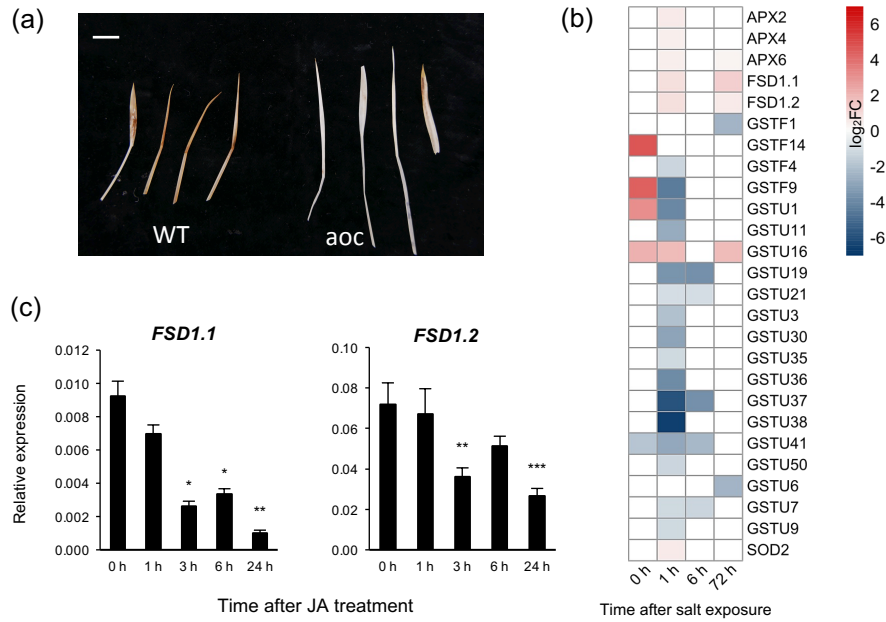 (a)
WT
aoc
(b)
APX2
APX4
APX6
FSD1.1
FSD1.2
GSTF1
GSTF14
GSTF4
GSTF9
GSTU1
GSTU11
GSTU16
GSTU19
GSTU21
GSTU3
GSTU30
GSTU35
GSTU36
GSTU37
GSTU38
GSTU41
GSTU50
GSTU6
GSTU7
GSTU9
SOD2
0 h
1 h
6 h
72 h
Time after salt exposure
6
4
2
0
-2
-4
-6
log₂FC
(c)
FSD1.1
Relative expression
0.012
0.010
0.008
0.006
0.004
0.002
0.000
* * **
0 h 1 h 3 h 6 h 24 h
FSD1.2
0.10
0.08
0.06
0.04
0.02
0.00
** ***
0 h 1 h 3 h 6 h 24 h
Time after JA treatment